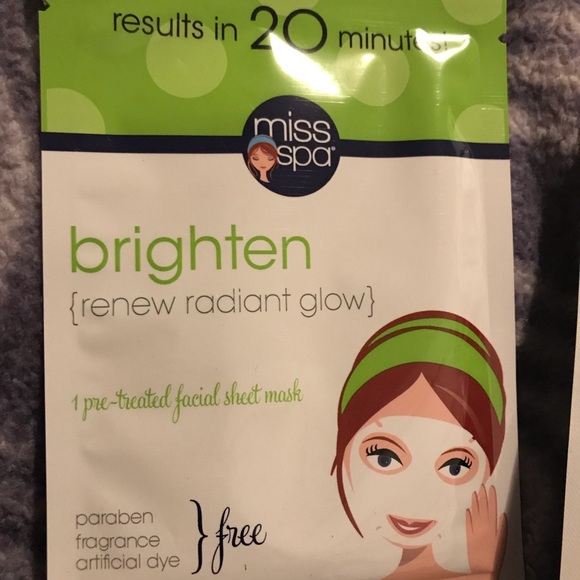 results in 20 minutes!
miss
spa®
brighten
{renew radiant glow}
1 pre-treated facial sheet mask
paraben
fragrance
artificial dye } free